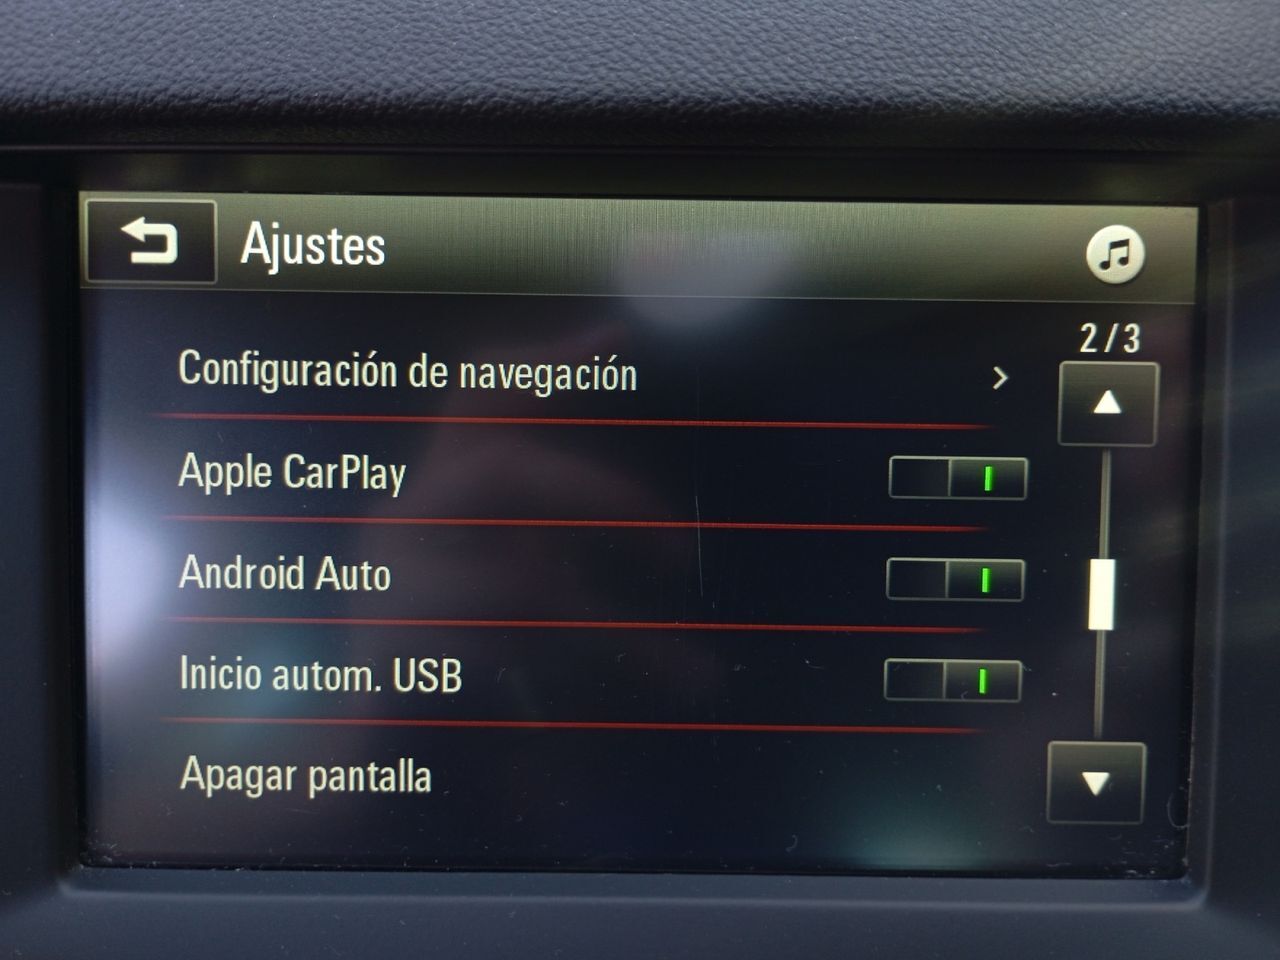 Ajustes
2/3
Configuración de navegación
Apple CarPlay
Android Auto
Inicio autom. USB
Apagar pantalla